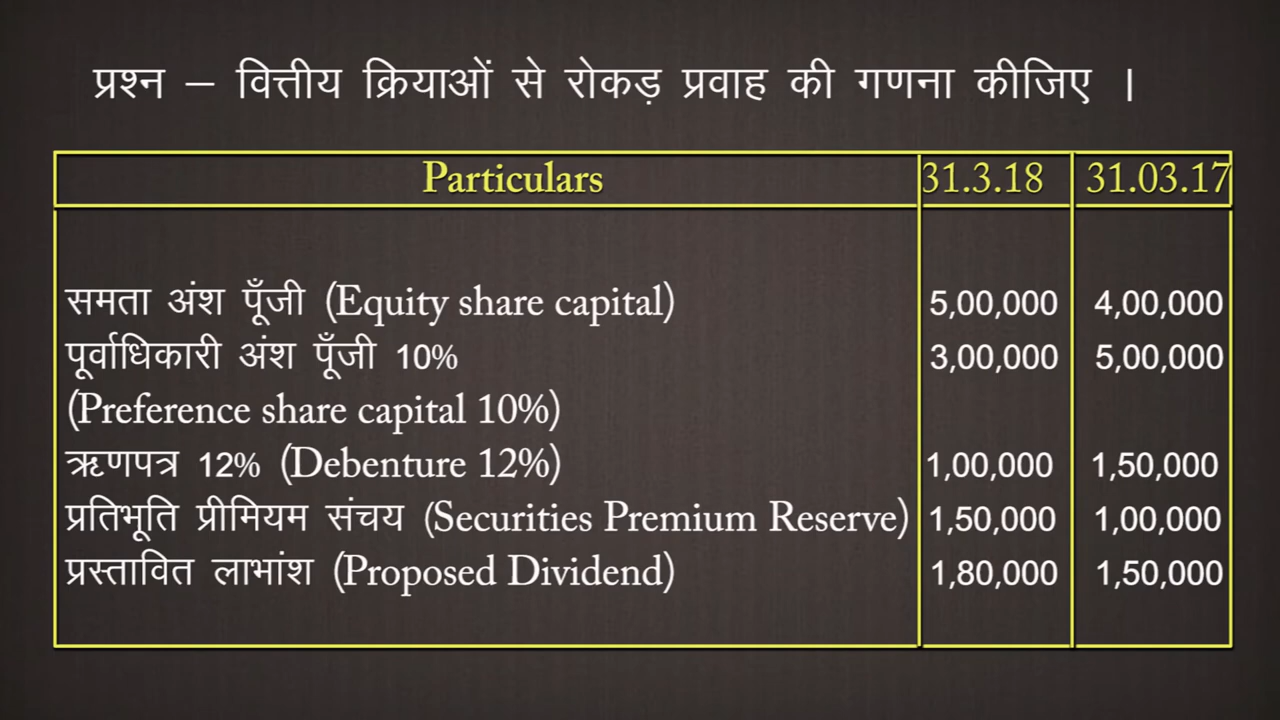 प्रश्न – वित्तीय क्रियाओं से रोकड़ प्रवाह की गणना कीजिए ।
Particulars 31.3.18 31.03.17
समता अंश पूँजी (Equity share capital) 5,00,000 4,00,000
पूर्वाधिकारी अंश पूँजी 10% 3,00,000 5,00,000
(Preference share capital 10%)
ऋणपत्र 12% (Debenture 12%) 1,00,000 1,50,000
प्रतिभूति प्रीमियम संचय (Securities Premium Reserve) 1,50,000 1,00,000
प्रस्तावित लाभांश (Proposed Dividend) 1,80,000 1,50,000